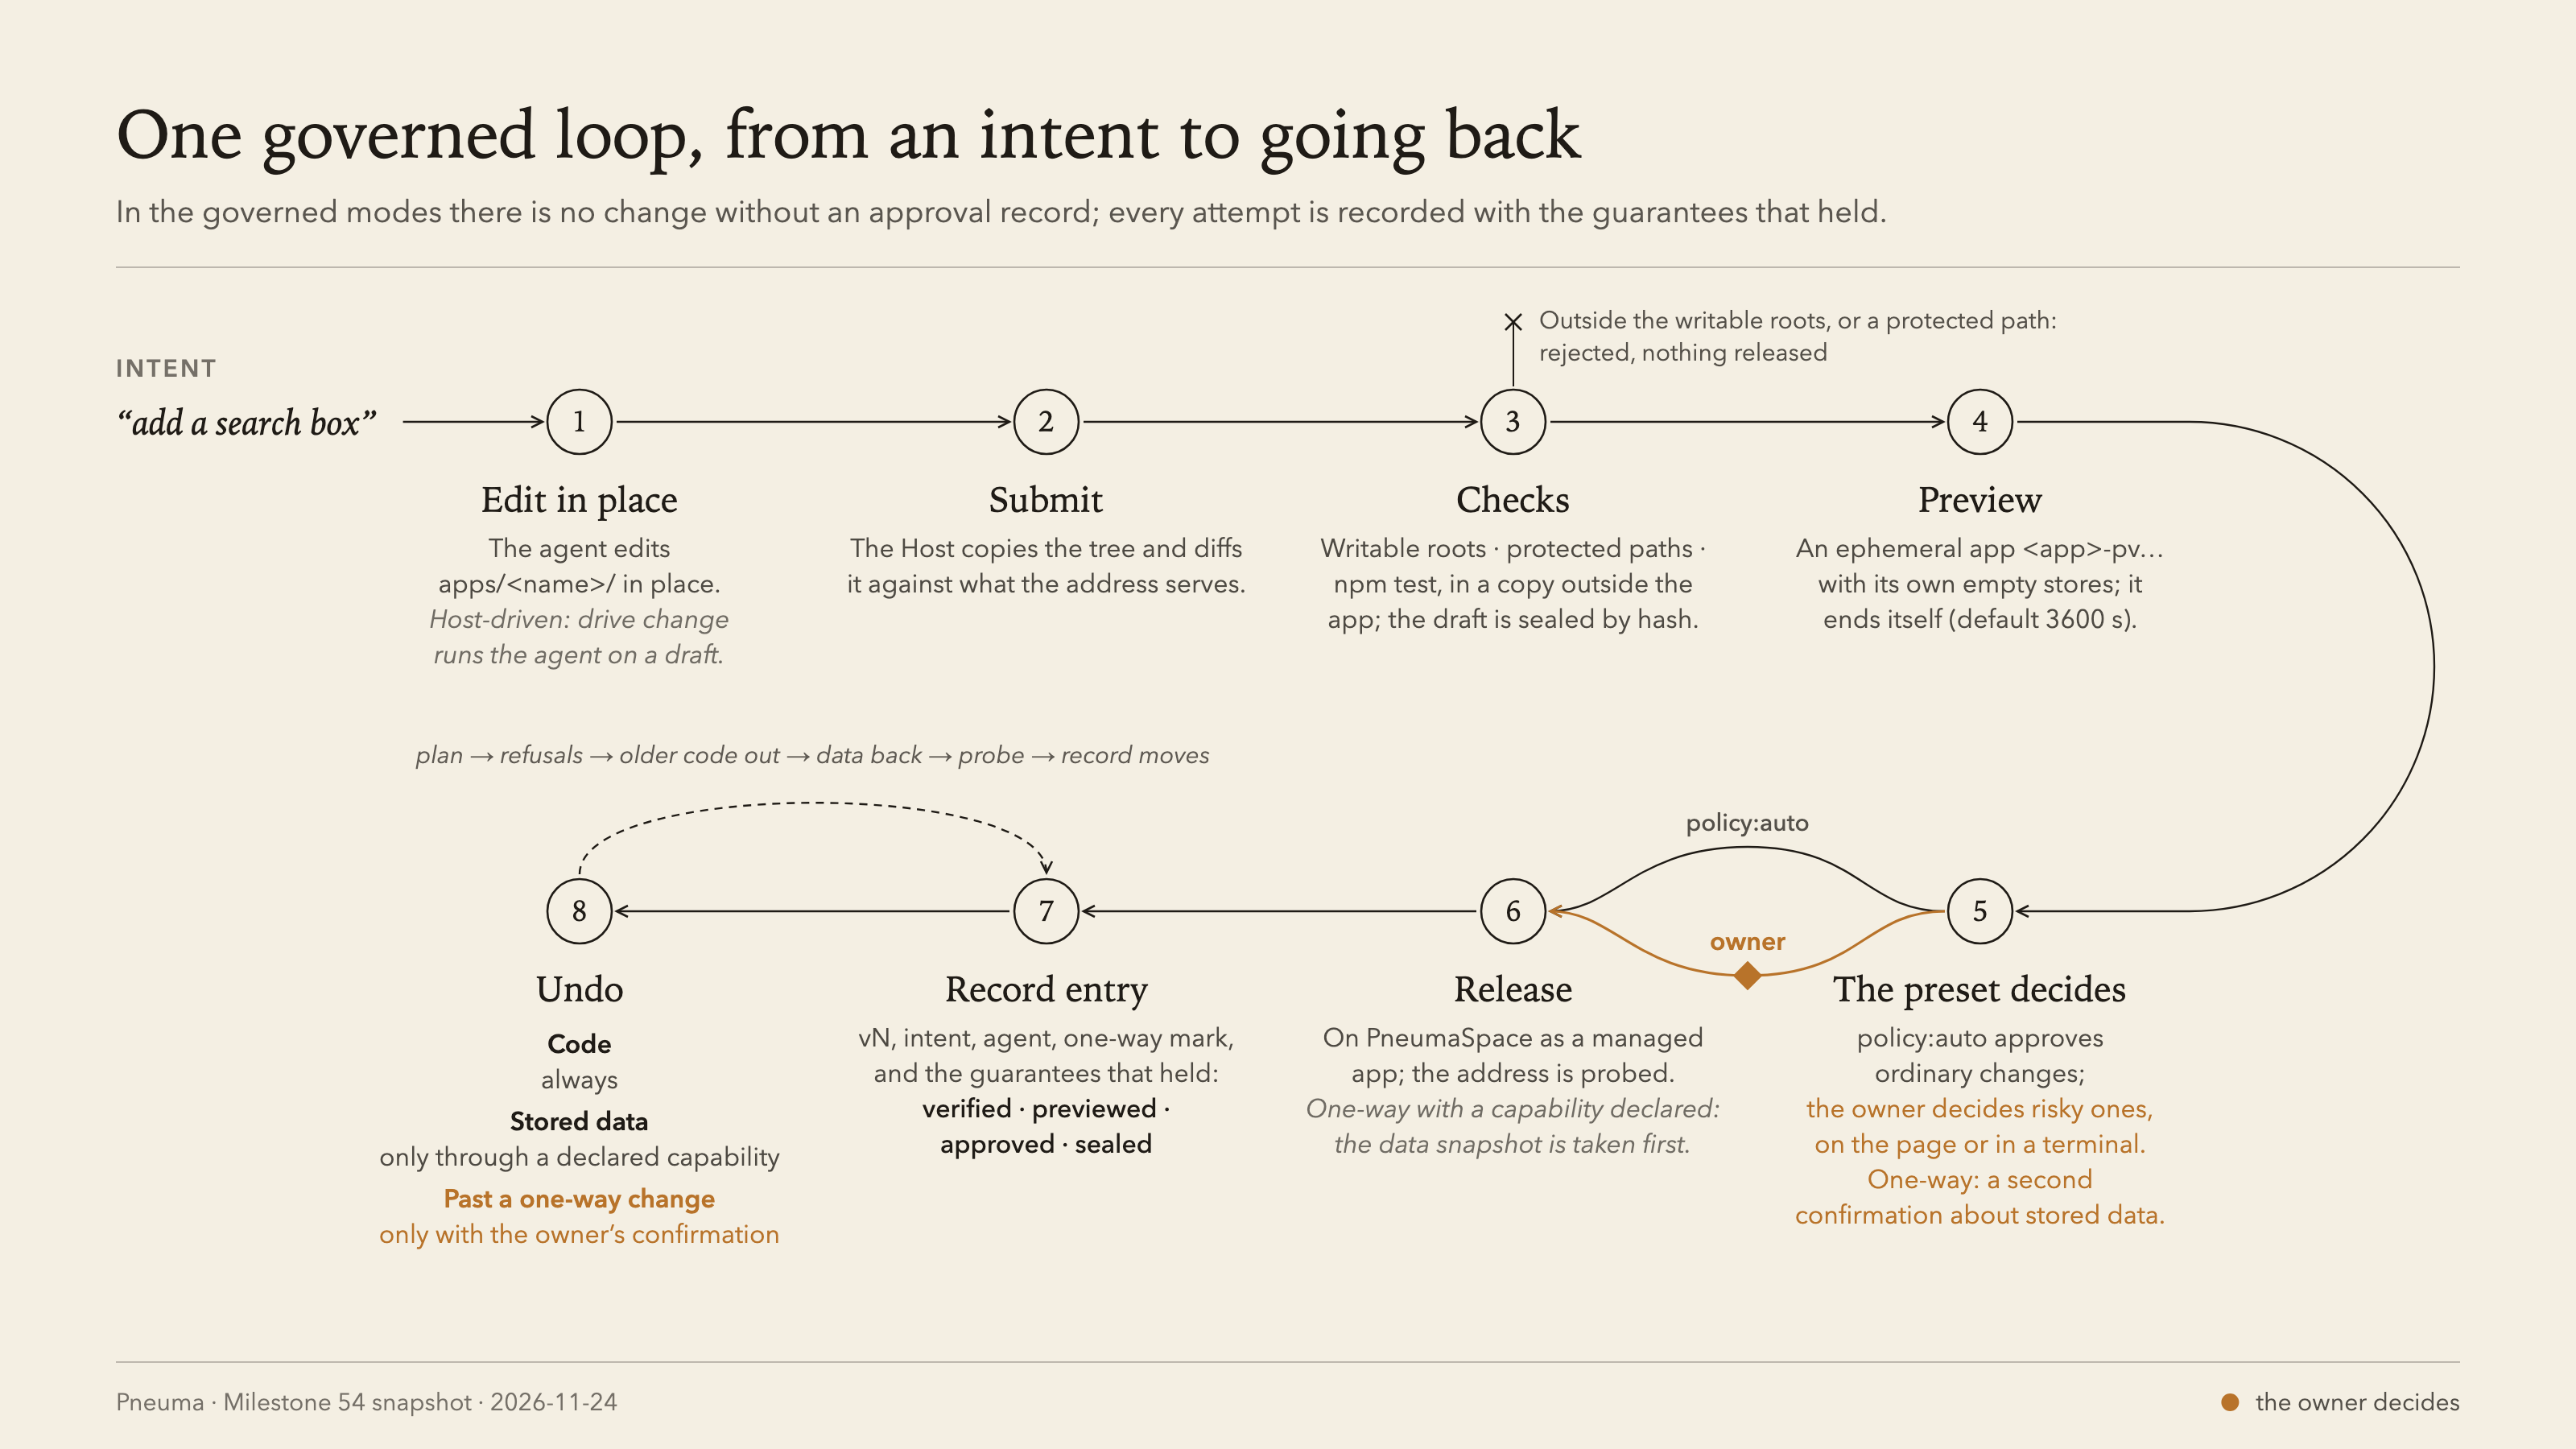 One governed loop, from an intent to going back
In the governed modes there is no change without an approval record; every attempt is recorded with the guarantees that held.
Outside the writable roots, or a protected path:
rejected, nothing released
INTENT
“add a search box”
1
2
3
4
Edit in place
The agent edits
apps/<name>/ in place.
Host-driven: drive change
runs the agent on a draft.
Submit
The Host copies the tree and diffs
it against what the address serves.
Checks
Writable roots · protected paths ·
npm test, in a copy outside the
app; the draft is sealed by hash.
Preview
An ephemeral app <app>-pv…
with its own empty stores; it
ends itself (default 3600 s).
plan → refusals → older code out → data back → probe → record moves
policy:auto
owner
8
7
6
5
Undo
Code
always
Stored data
only through a declared capability
Past a one-way change
only with the owner’s confirmation
Record entry
vN, intent, agent, one-way mark,
and the guarantees that held:
verified · previewed ·
approved · sealed
Release
On PneumaSpace as a managed
app; the address is probed.
One-way with a capability declared:
the data snapshot is taken first.
The preset decides
policy:auto approves
ordinary changes;
the owner decides risky ones,
on the page or in a terminal.
One-way: a second
confirmation about stored data.
Pneuma · Milestone 54 snapshot · 2026-11-24
the owner decides